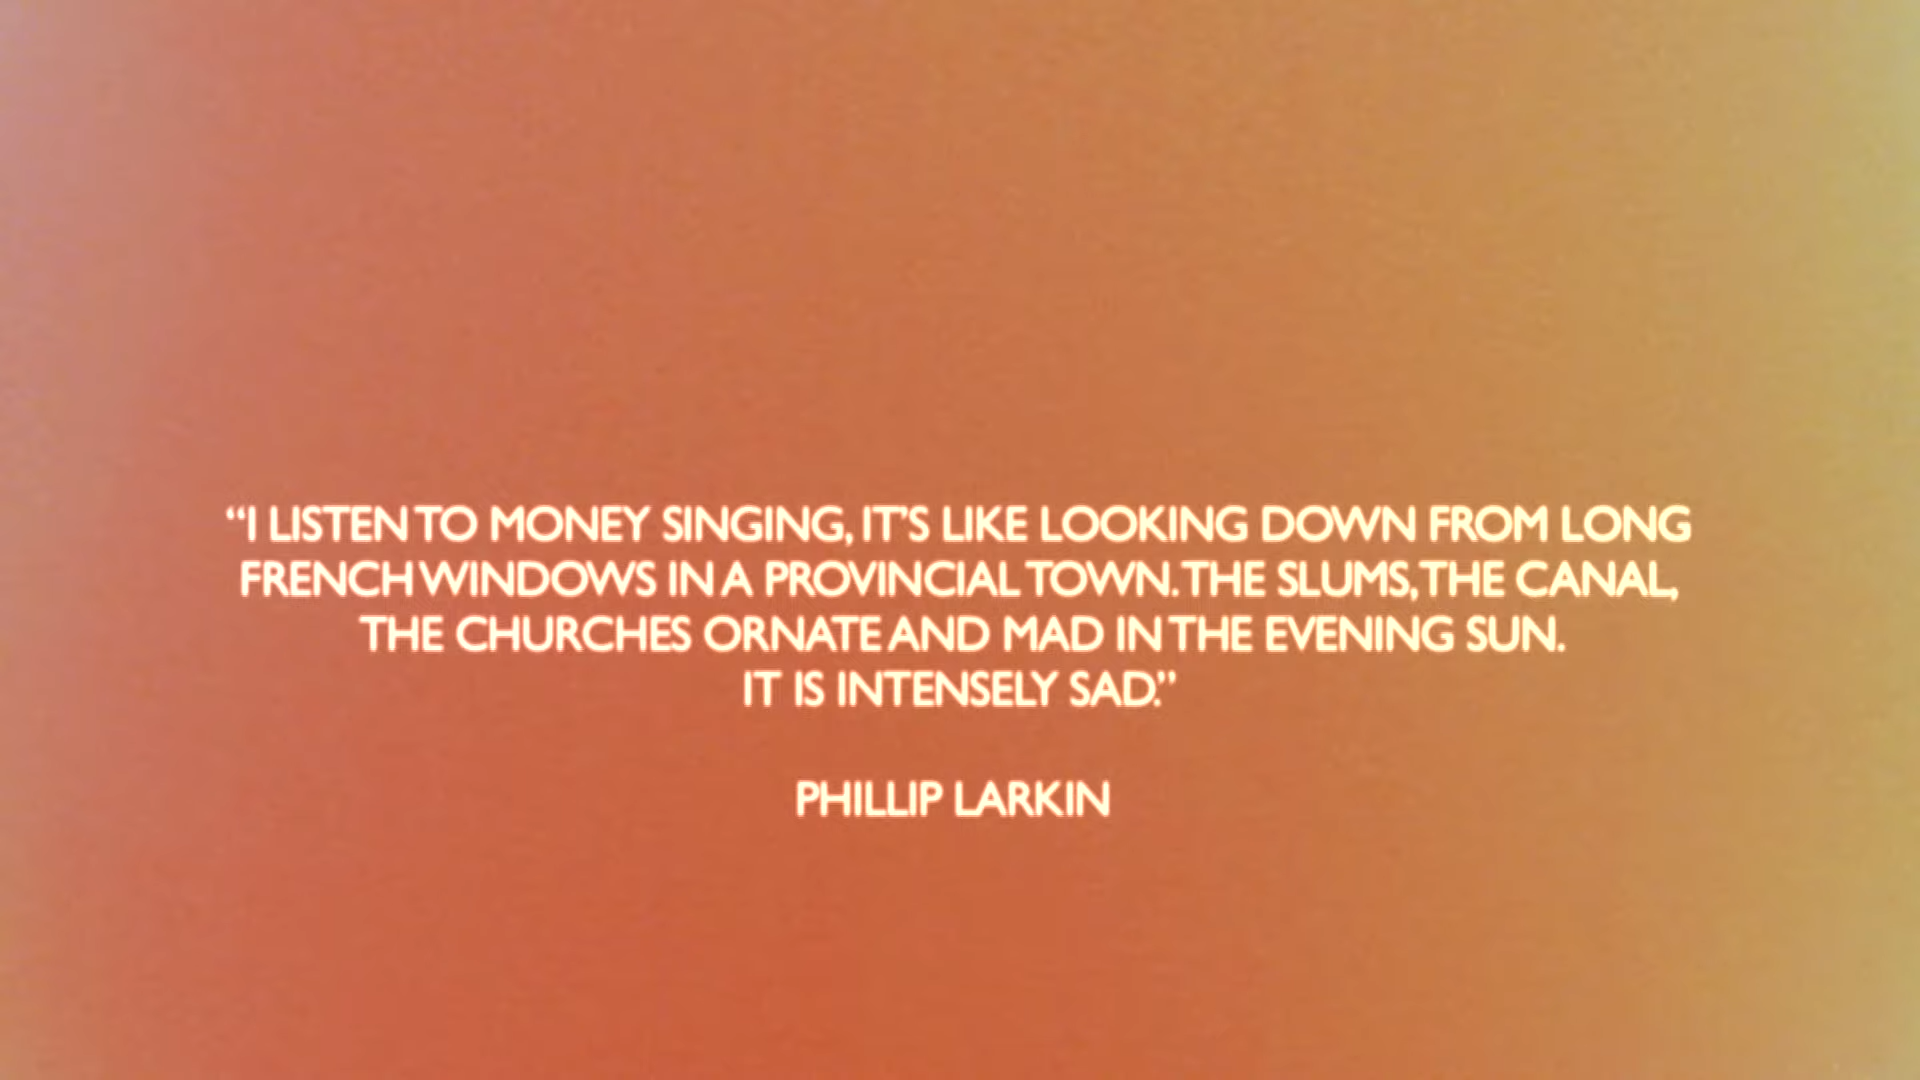 “I LISTEN TO MONEY SINGING, IT’S LIKE LOOKING DOWN FROM LONG
FRENCH WINDOWS IN A PROVINCIAL TOWN. THE SLUMS, THE CANAL,
THE CHURCHES ORNATE AND MAD IN THE EVENING SUN.
IT IS INTENSELY SAD.”
PHILLIP LARKIN